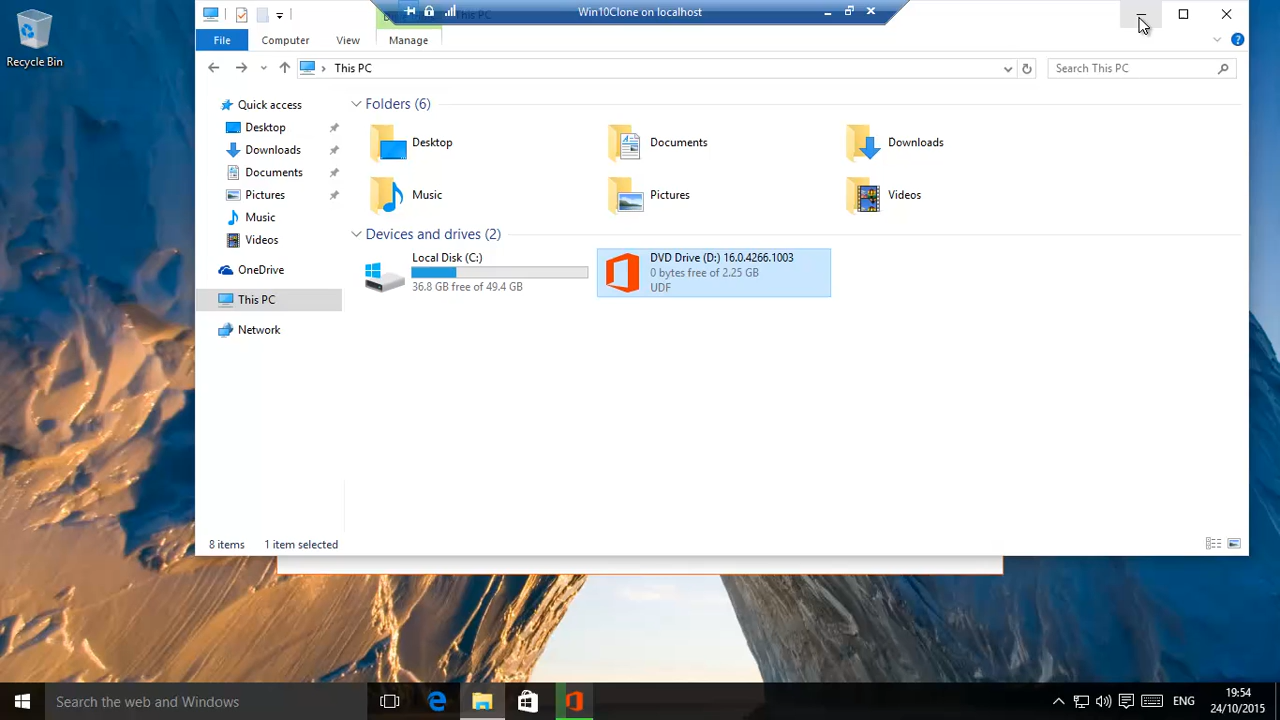 Recycle Bin
This PC
Win10Clone on localhost
File
Computer
View
Manage
This PC
Search This PC
Quick access
Desktop
Downloads
Documents
Pictures
Music
Videos
OneDrive
This PC
Network
Folders (6)
Desktop
Documents
Downloads
Music
Pictures
Videos
Devices and drives (2)
Local Disk (C:)
36.8 GB free of 49.4 GB
DVD Drive (D:) 16.0.4266.1003
0 bytes free of 2.25 GB
UDF
8 items
1 item selected
Search the web and Windows
ENG
19:54
24/10/2015